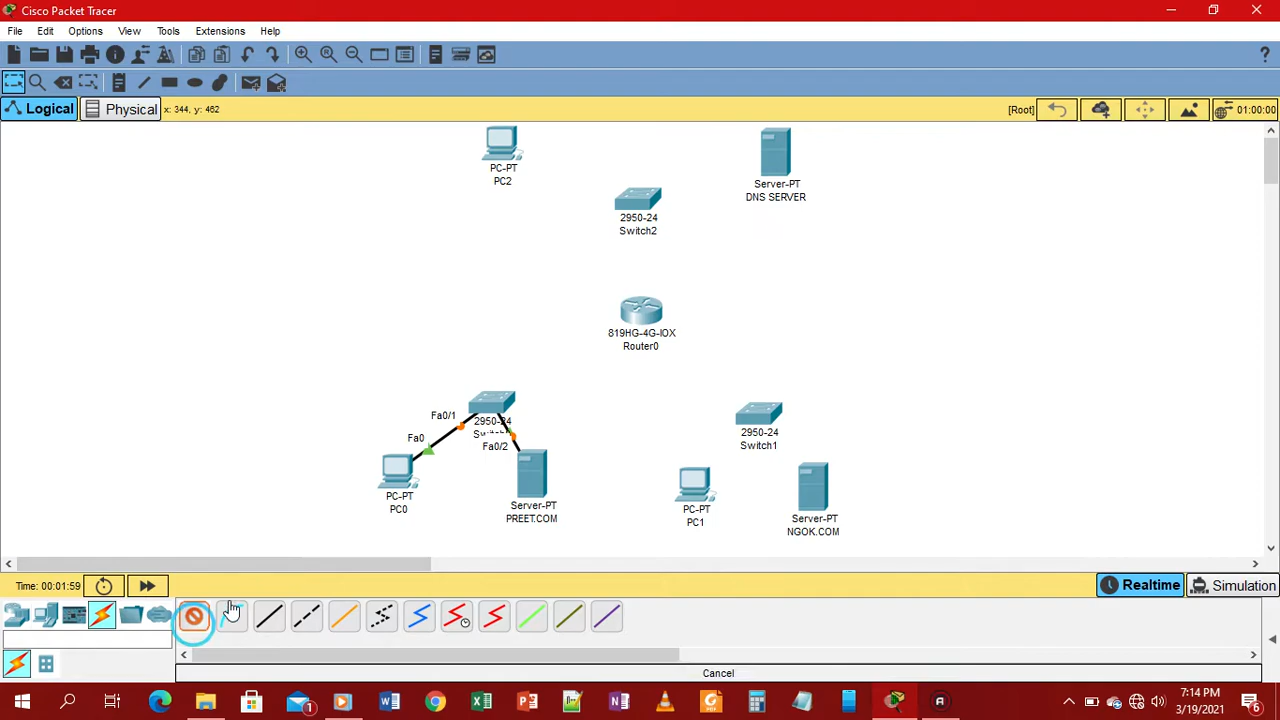 Cisco Packet Tracer
File Edit Options View Tools Extensions Help
Logical Physical x: 344, y: 462 [Root] 01:00:00
PC-PT
PC2
Server-PT
DNS SERVER
2950-24
Switch2
819HG-4G-IOX
Router0
Fa0/1
2950-24
Fa0
Fa0/2
2950-24
Switch1
PC-PT
PC0
Server-PT
PREET.COM
PC-PT
PC1
Server-PT
NGOK.COM
Time: 00:01:59 Realtime Simulation
Cancel
7:14 PM
3/19/2021